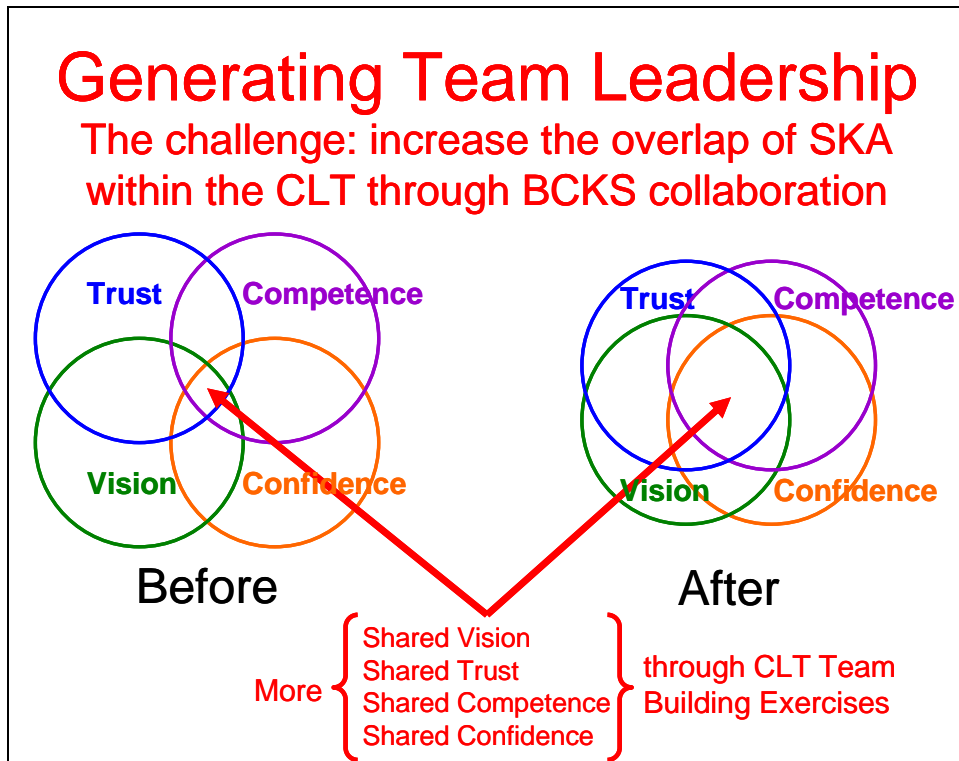 Generating Team Leadership
The challenge: increase the overlap of SKA
within the CLT through BCKS collaboration
Trust
Competence
Vision
Confidence
Before
Trust
Competence
Vision
Confidence
After
More
Shared Vision
Shared Trust
Shared Competence
Shared Confidence
through CLT Team
Building Exercises